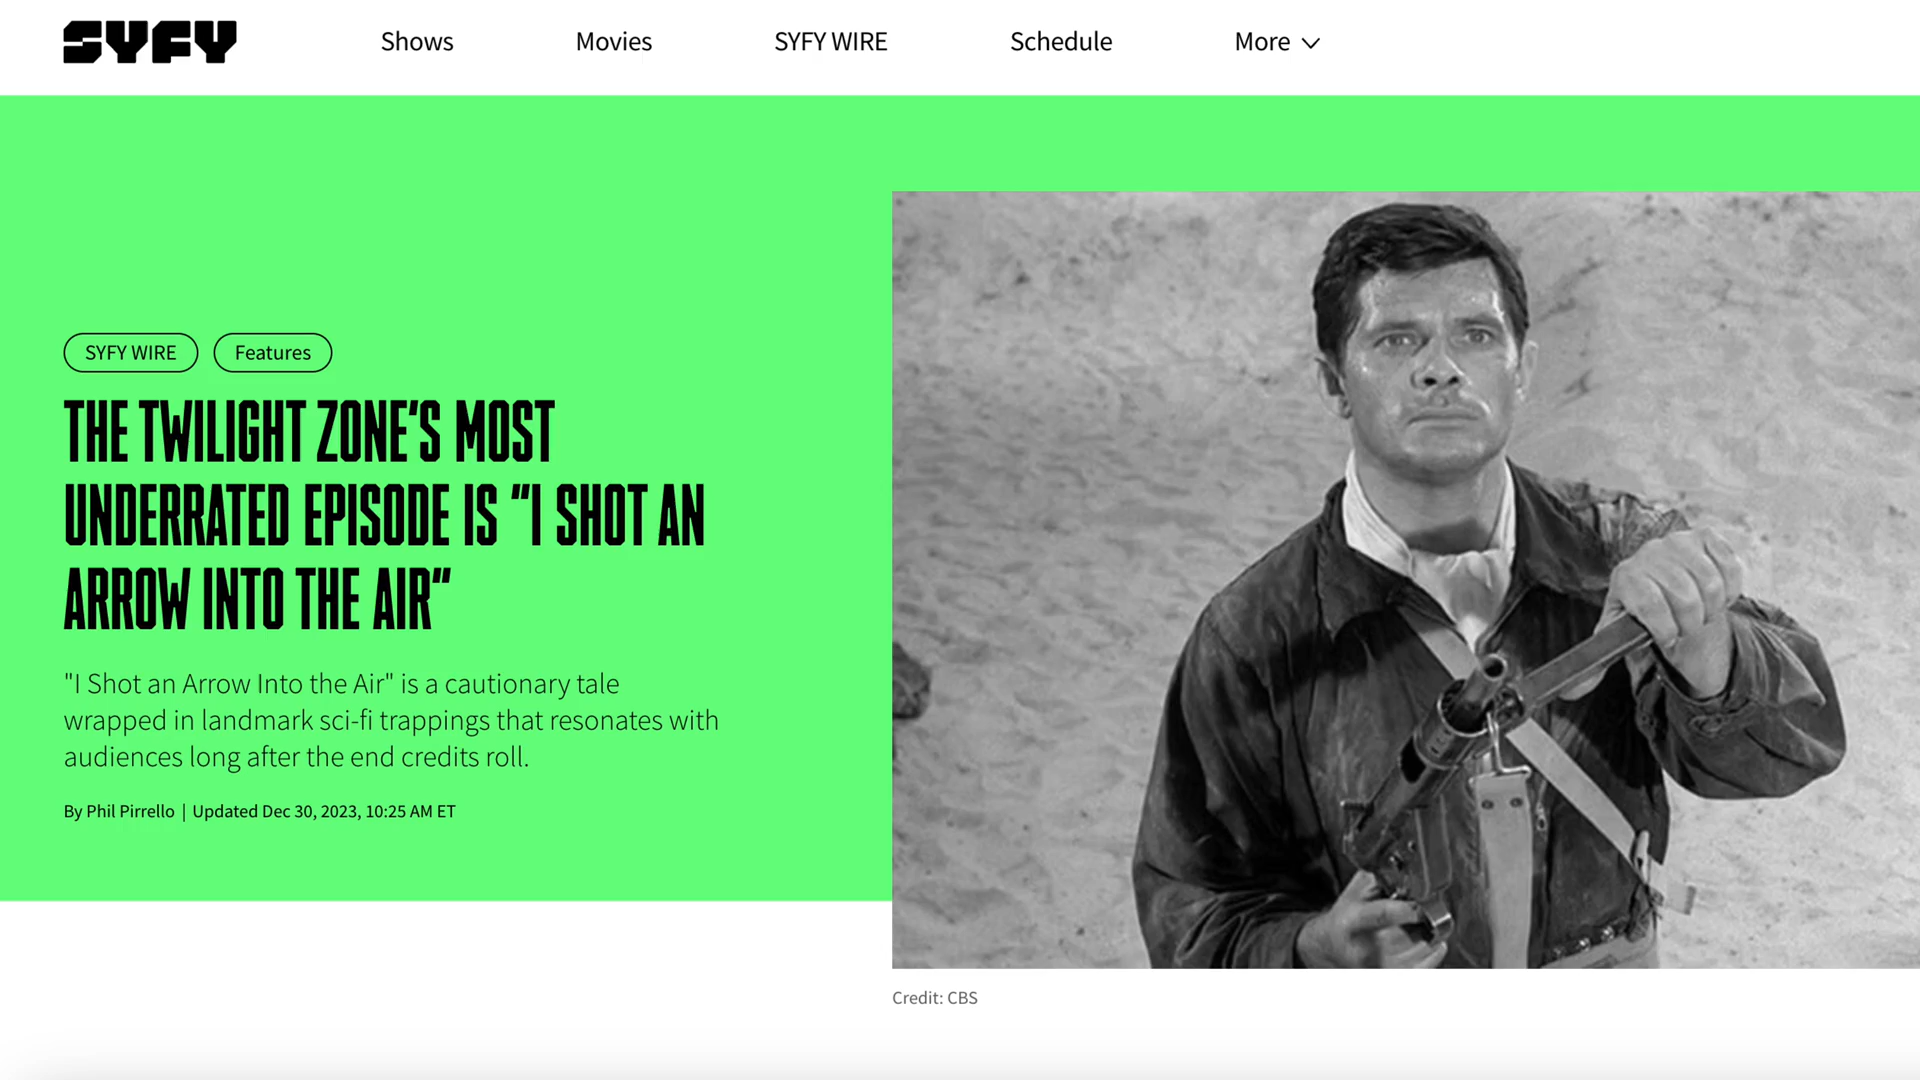 SYFY
Shows
Movies
SYFY WIRE
Schedule
More
SYFY WIRE
Features
THE TWILIGHT ZONE'S MOST
UNDERRATED EPISODE IS “I SHOT AN
ARROW INTO THE AIR”
"I Shot an Arrow Into the Air" is a cautionary tale
wrapped in landmark sci-fi trappings that resonates with
audiences long after the end credits roll.
By Phil Pirrello | Updated Dec 30, 2023, 10:25 AM ET
Credit: CBS